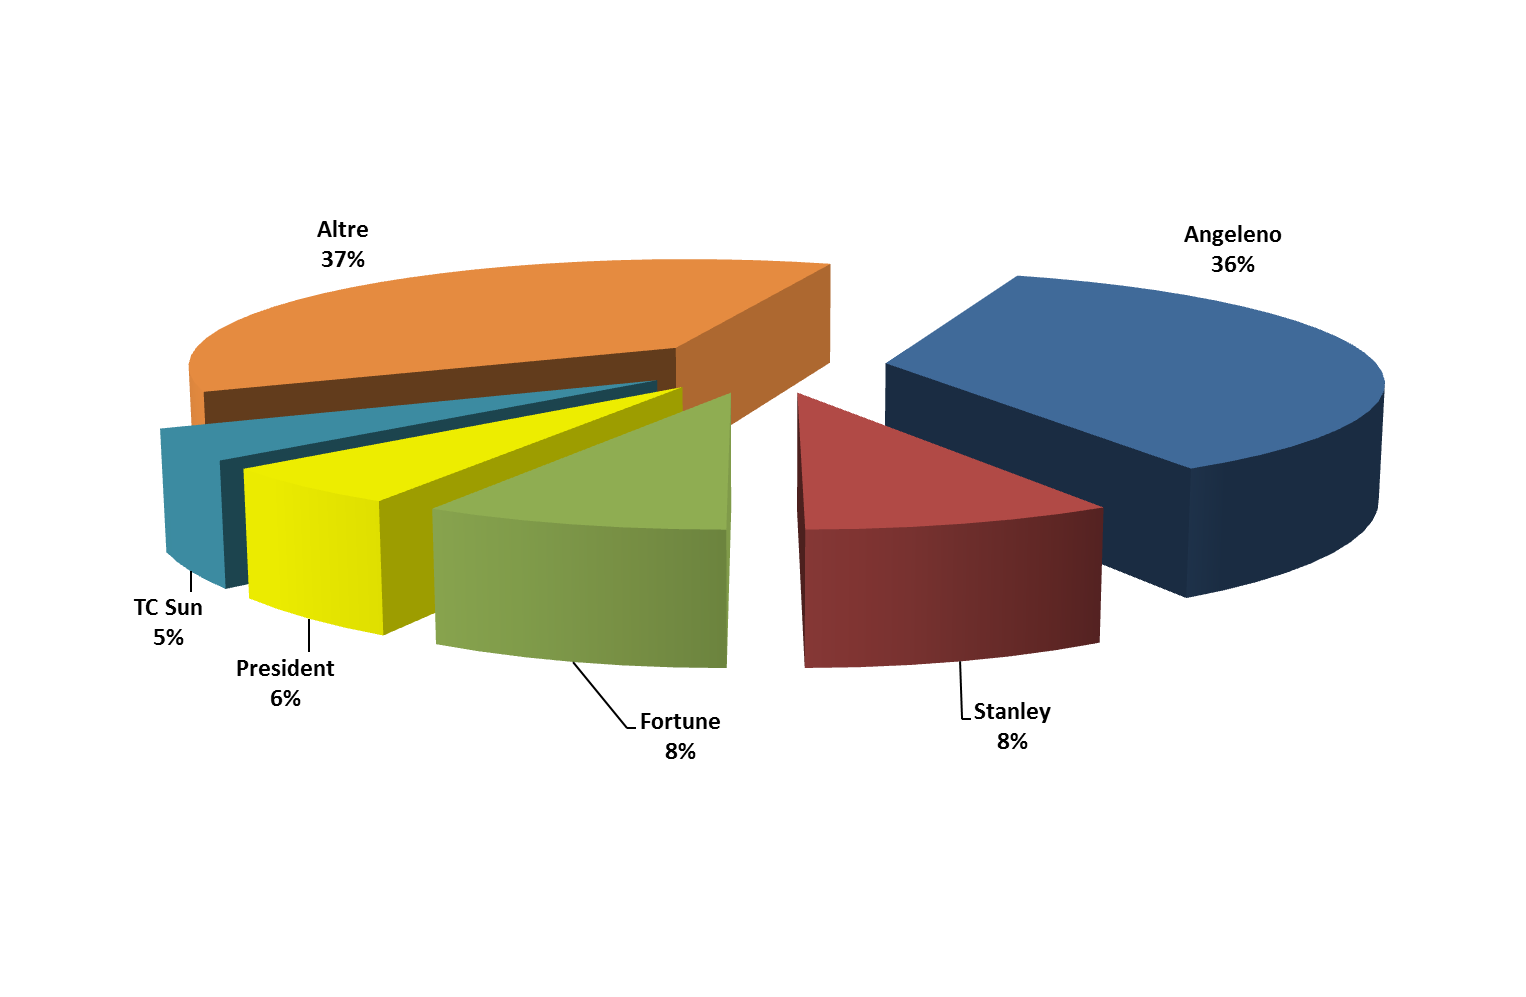 Altre
37%
Angeleno
36%
TC Sun
5%
President
6%
Fortune
8%
Stanley
8%